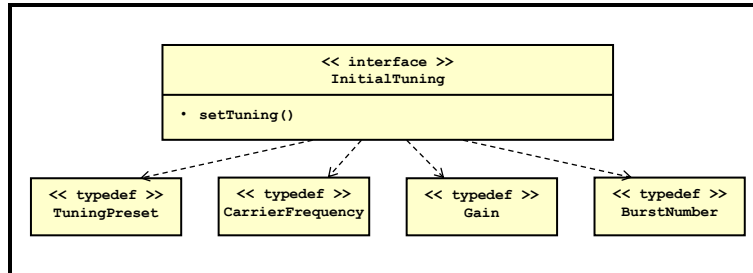 << interface >>
InitialTuning
• setTuning()
<< typedef >>
TuningPreset
<< typedef >>
CarrierFrequency
<< typedef >>
Gain
<< typedef >>
BurstNumber